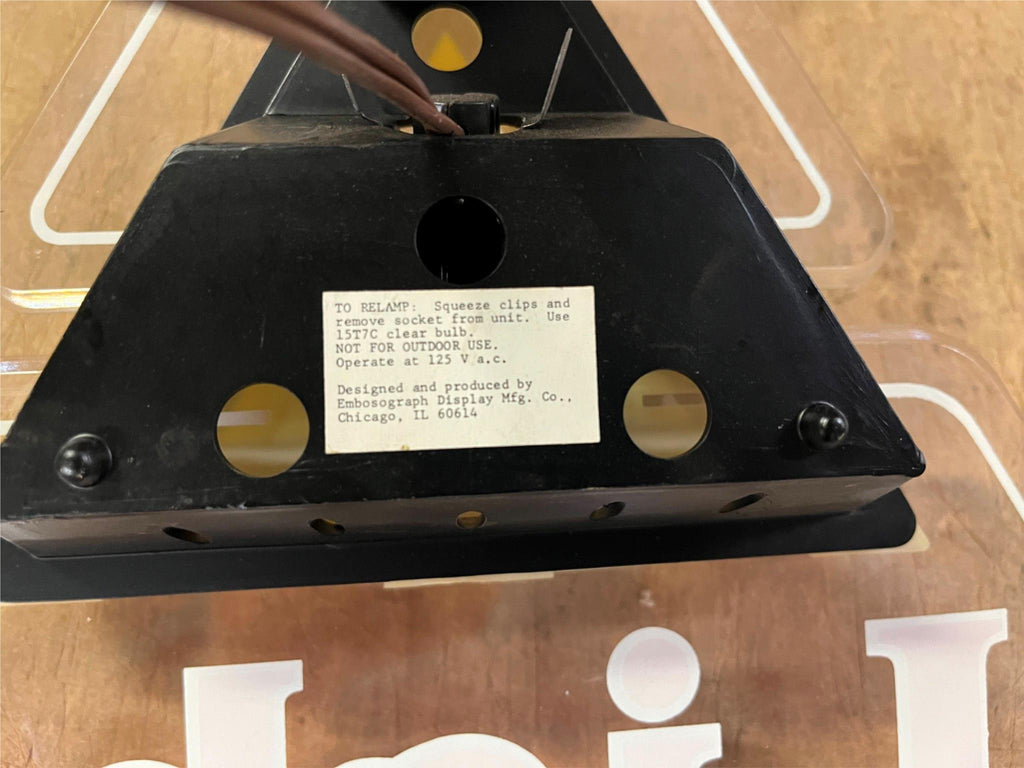 TO RELAMP: Squeeze clips and
remove socket from unit. Use
15T7C clear bulb.
NOT FOR OUTDOOR USE.
Operate at 125 V a.c.
Designed and produced by
Embosograph Display Mfg. Co.,
Chicago, IL 60614